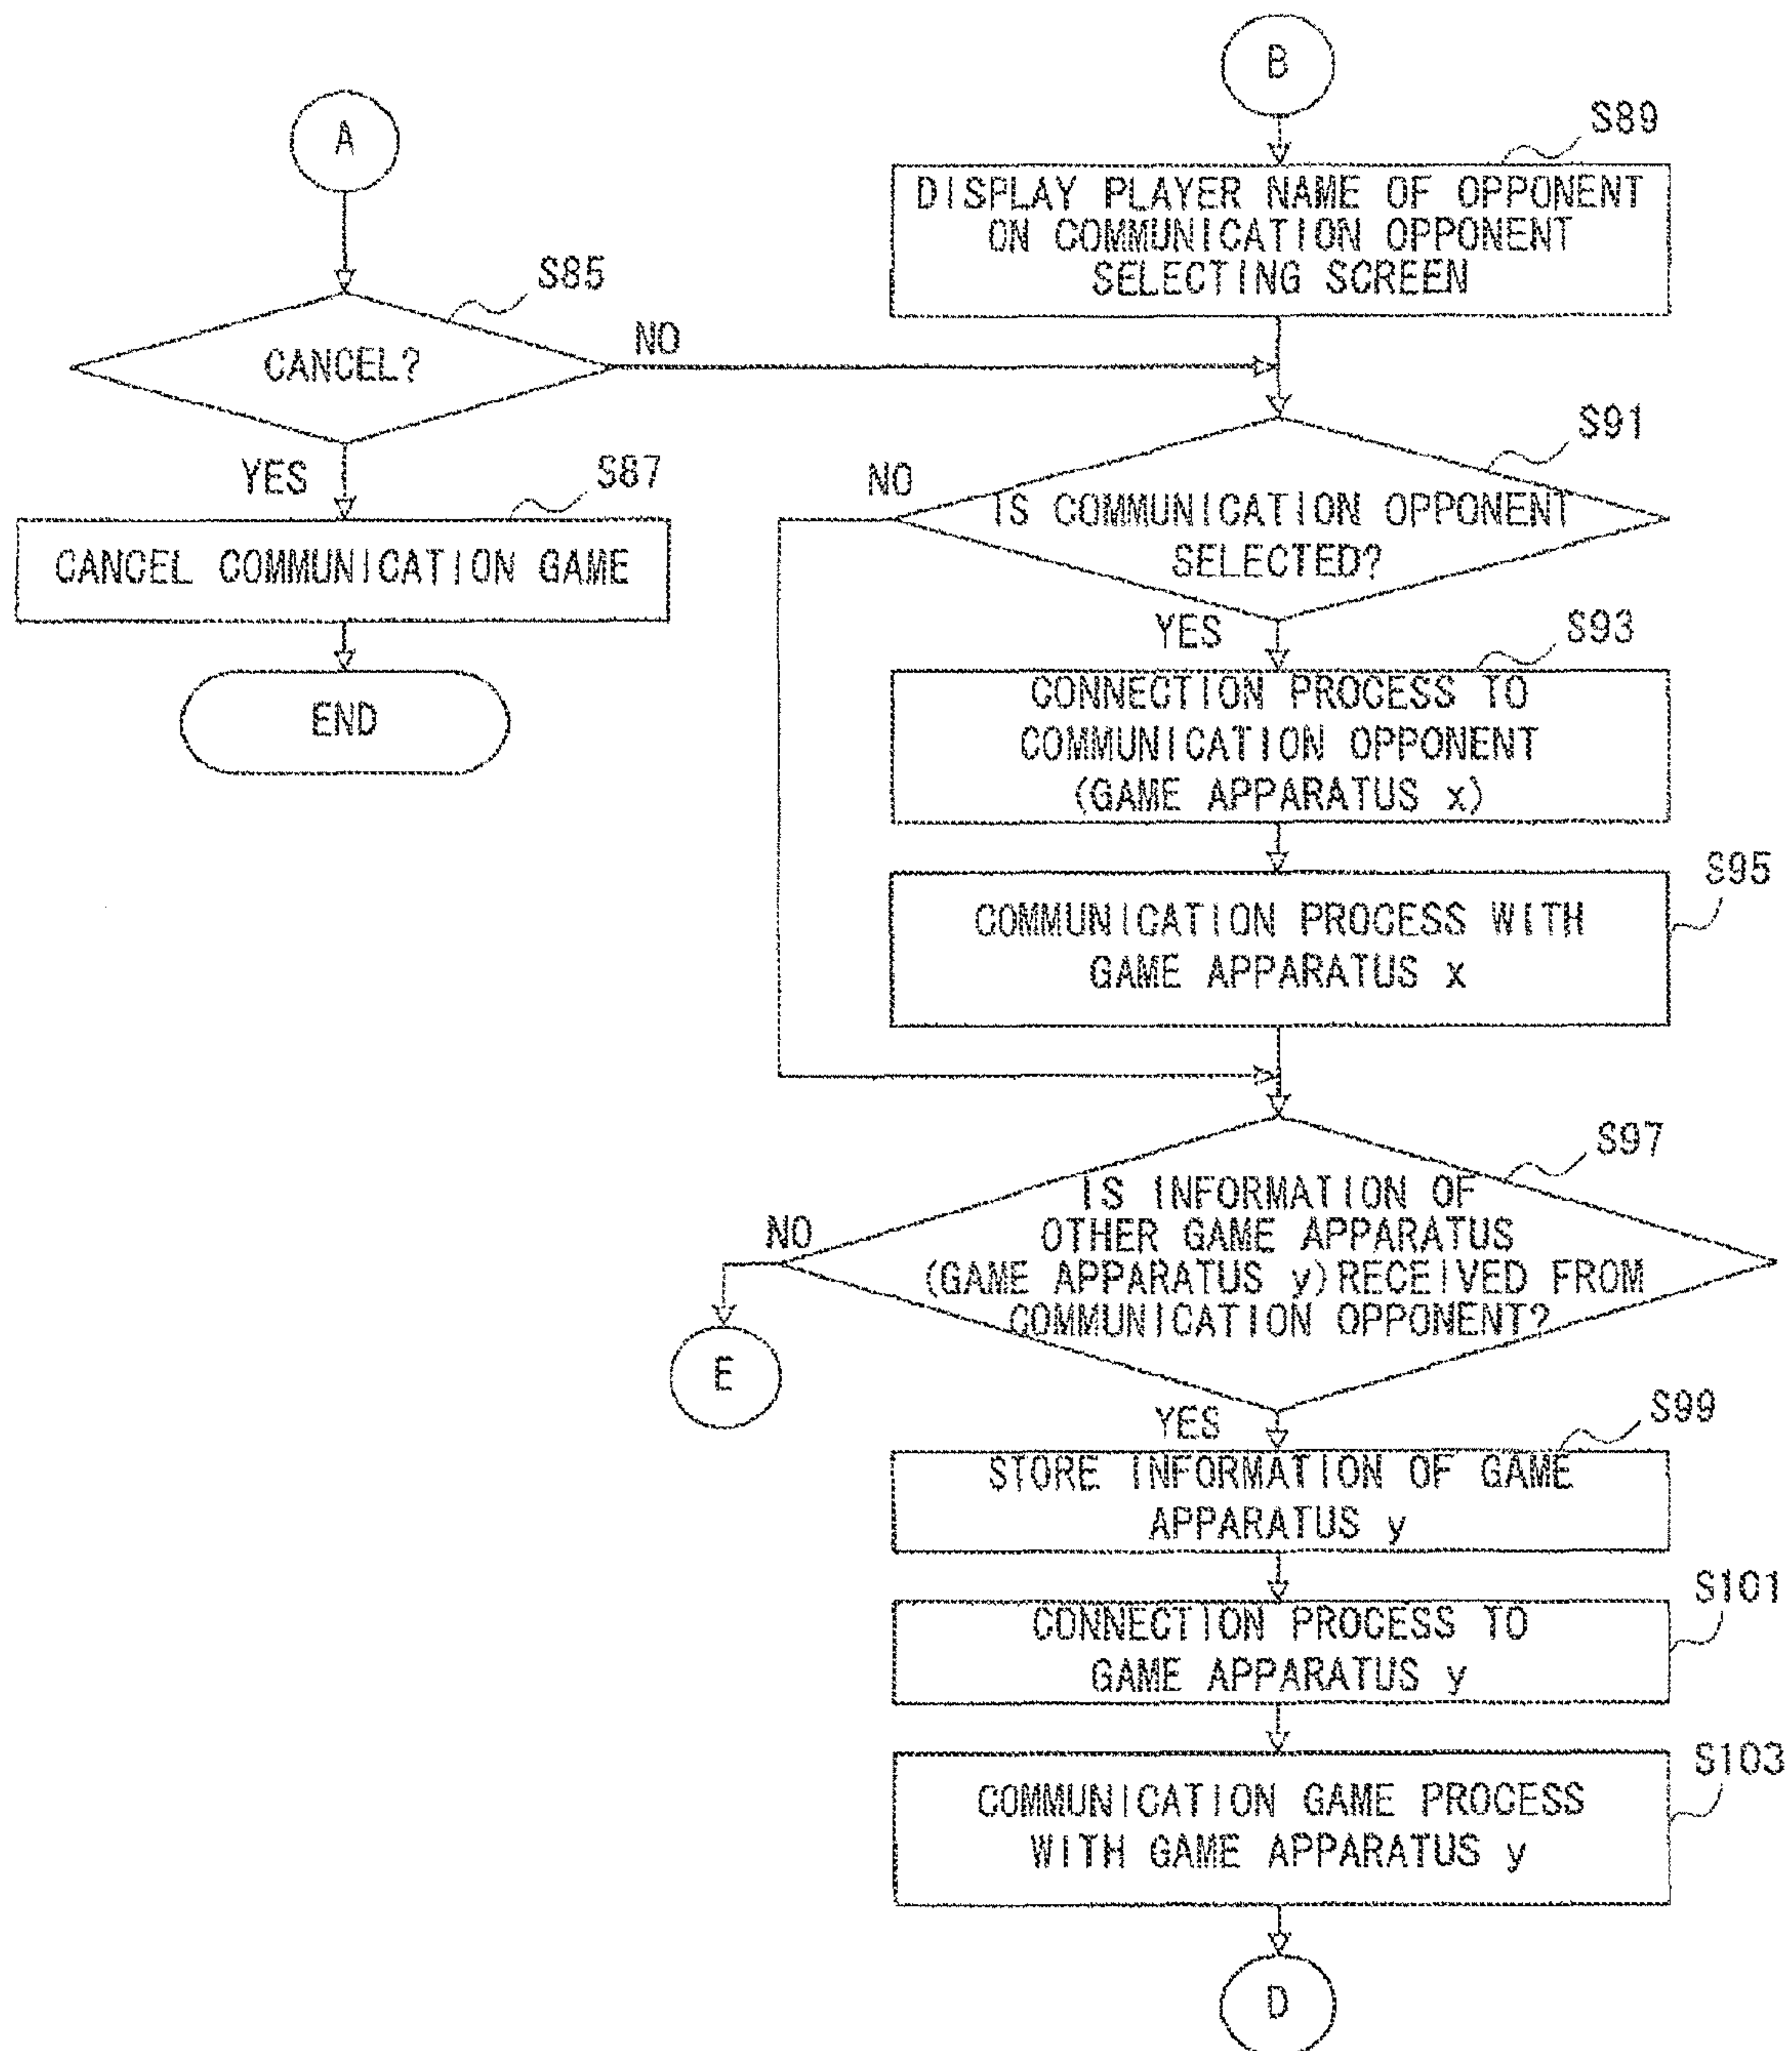 A
S85
CANCEL?
NO
YES
S87
CANCEL COMMUNICATION GAME
END
B
S89
DISPLAY PLAYER NAME OF OPPONENT
ON COMMUNICATION OPPONENT
SELECTING SCREEN
S91
NO
IS COMMUNICATION OPPONENT
SELECTED?
YES
S93
CONNECTION PROCESS TO
COMMUNICATION OPPONENT
(GAME APPARATUS x)
S95
COMMUNICATION PROCESS WITH
GAME APPARATUS x
S97
IS INFORMATION OF
OTHER GAME APPARATUS
(GAME APPARATUS y) RECEIVED FROM
COMMUNICATION OPPONENT?
NO
E
YES
S99
STORE INFORMATION OF GAME
APPARATUS y
S101
CONNECTION PROCESS TO
GAME APPARATUS y
S103
COMMUNICATION GAME PROCESS
WITH GAME APPARATUS y
D